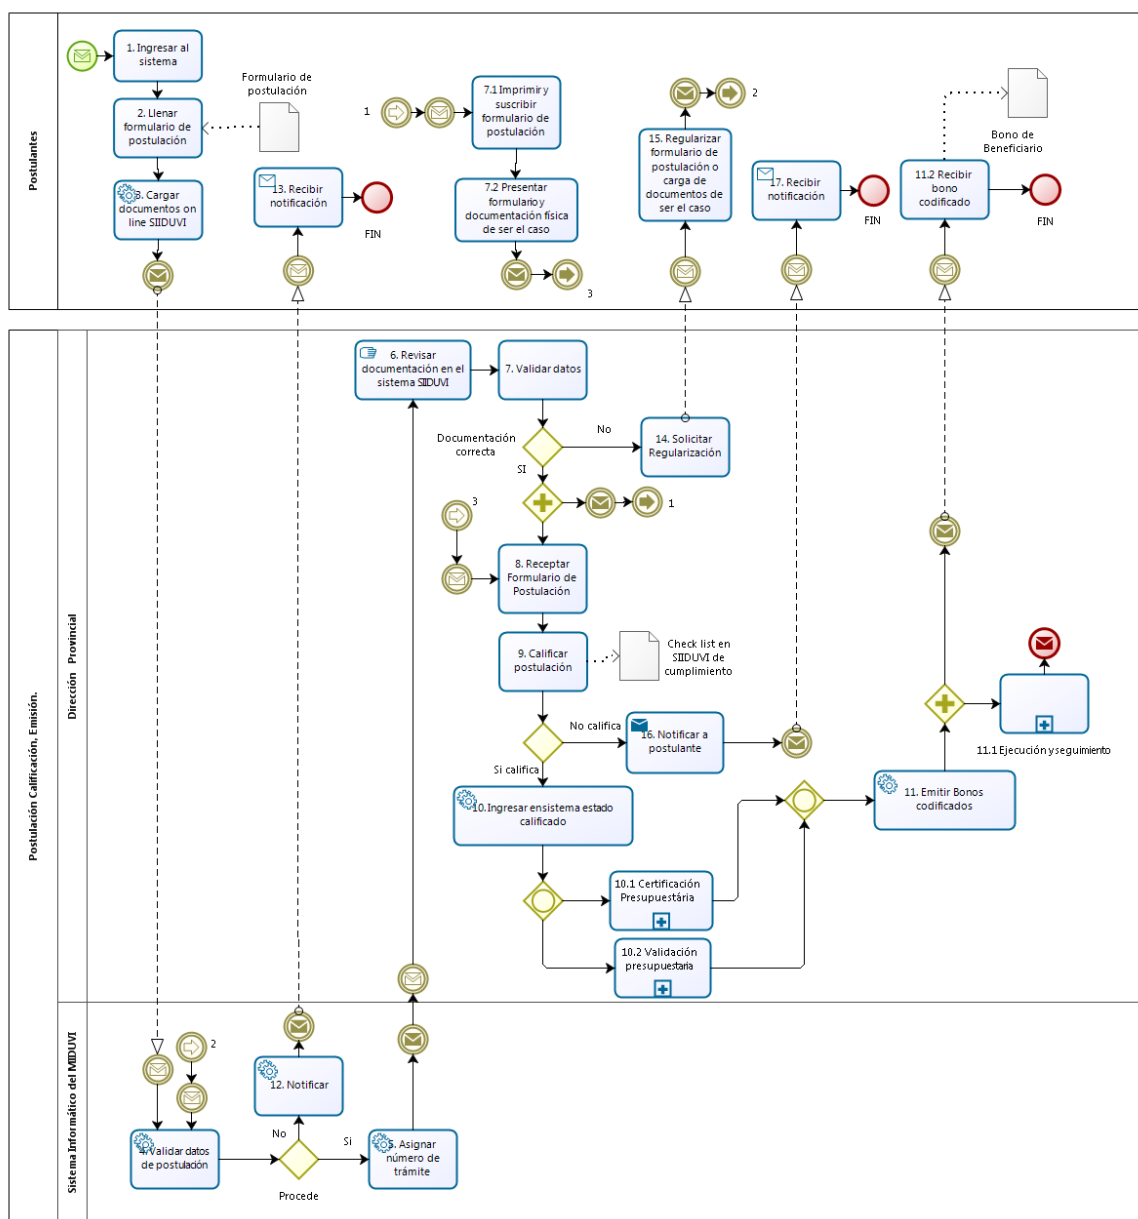 Postulantes
1. Ingresar al
sistema
2. Llenar
formulario de
postulación
Formulario de
postulación
3. Cargar
documentos on
line SIIDUVI
13. Recibir
notificación
FIN
1
7.1 Imprimir y
suscribir
formulario de
postulación
7.2 Presentar
formulario y
documentación física
de ser el caso
3
2
15. Regularizar
formulario de
postulación o
carga de
documentos de
ser el caso
17. Recibir
notificación
FIN
11.2 Recibir
bono
codificado
Bono de
Beneficiario
FIN
Postulación Calificación, Emisión.
Dirección Provincial
6. Revisar
documentación en el
sistema SIIDUVI
7. Validar datos
Documentación
correcta
No
SI
14. Solicitar
Regularización
1
3
8. Receptar
Formulario de
Postulación
9. Calificar
postulación
Check list en
SIIDUVI de
cumplimiento
No califica
16. Notificar a
postulante
Si califica
10. Ingresar ensistema estado
calificado
10.1 Certificación
Presupuestária
10.2 Validación
presupuestaria
11. Emitir Bonos
codificados
11.1 Ejecución y seguimiento
Sistema Informático del MIDUVI
2
4. Validar datos
de postulación
12. Notificar
No
Si
Procede
5. Asignar
número de
trámite